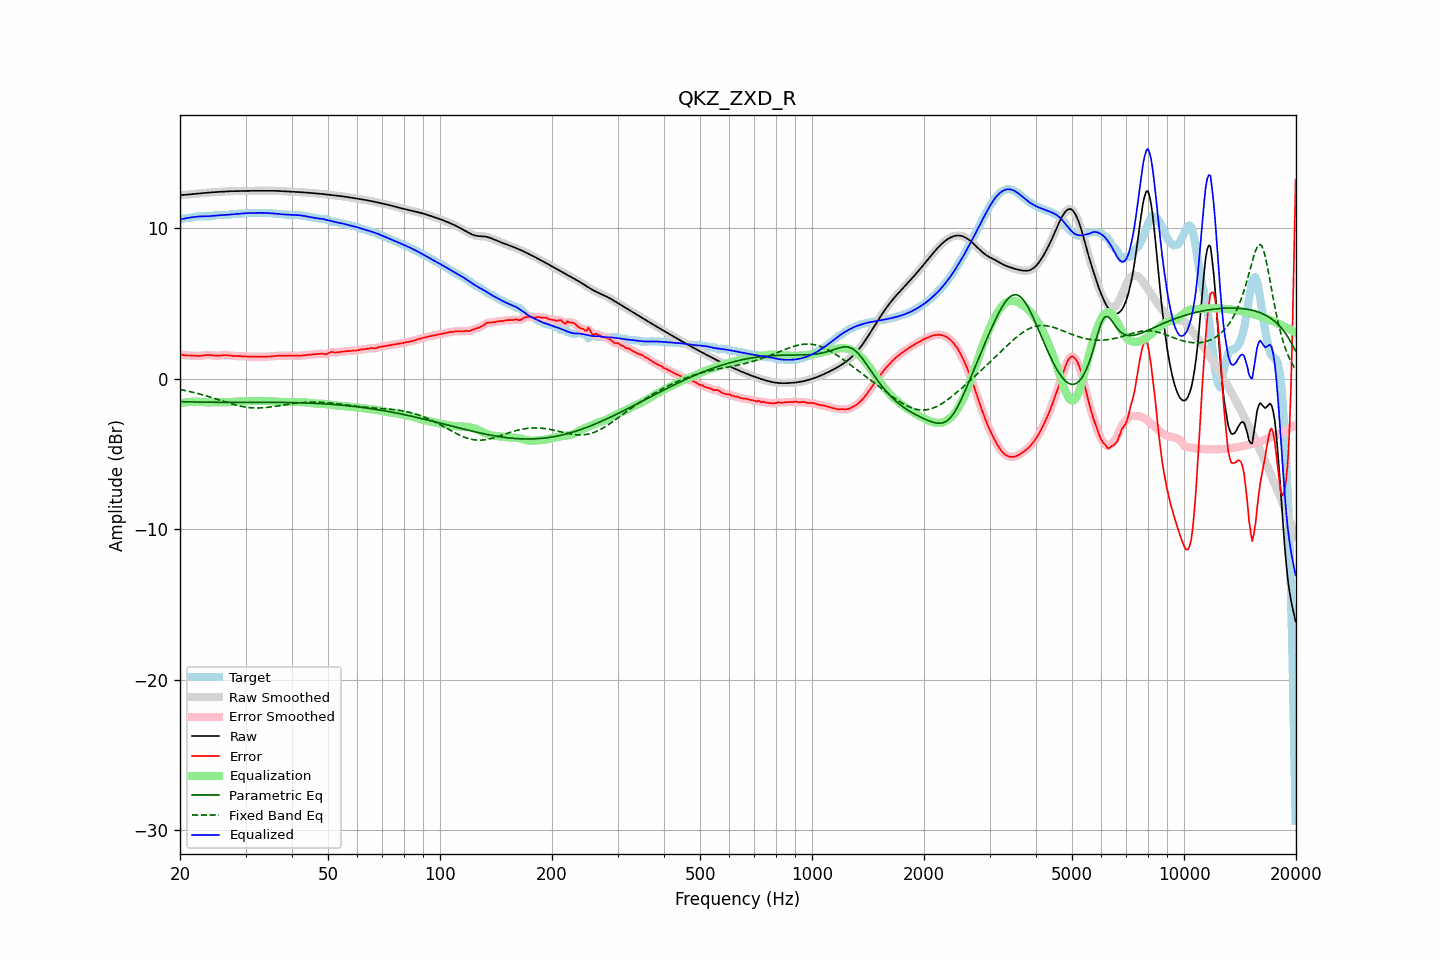 QKZ_ZXD_R
Amplitude (dBr)
10
0
−10
−20
−30
Target
Raw Smoothed
Error Smoothed
Raw
Error
Equalization
Parametric Eq
Fixed Band Eq
Equalized
20 50 100 200 500 1000 2000 5000 10000 20000
Frequency (Hz)